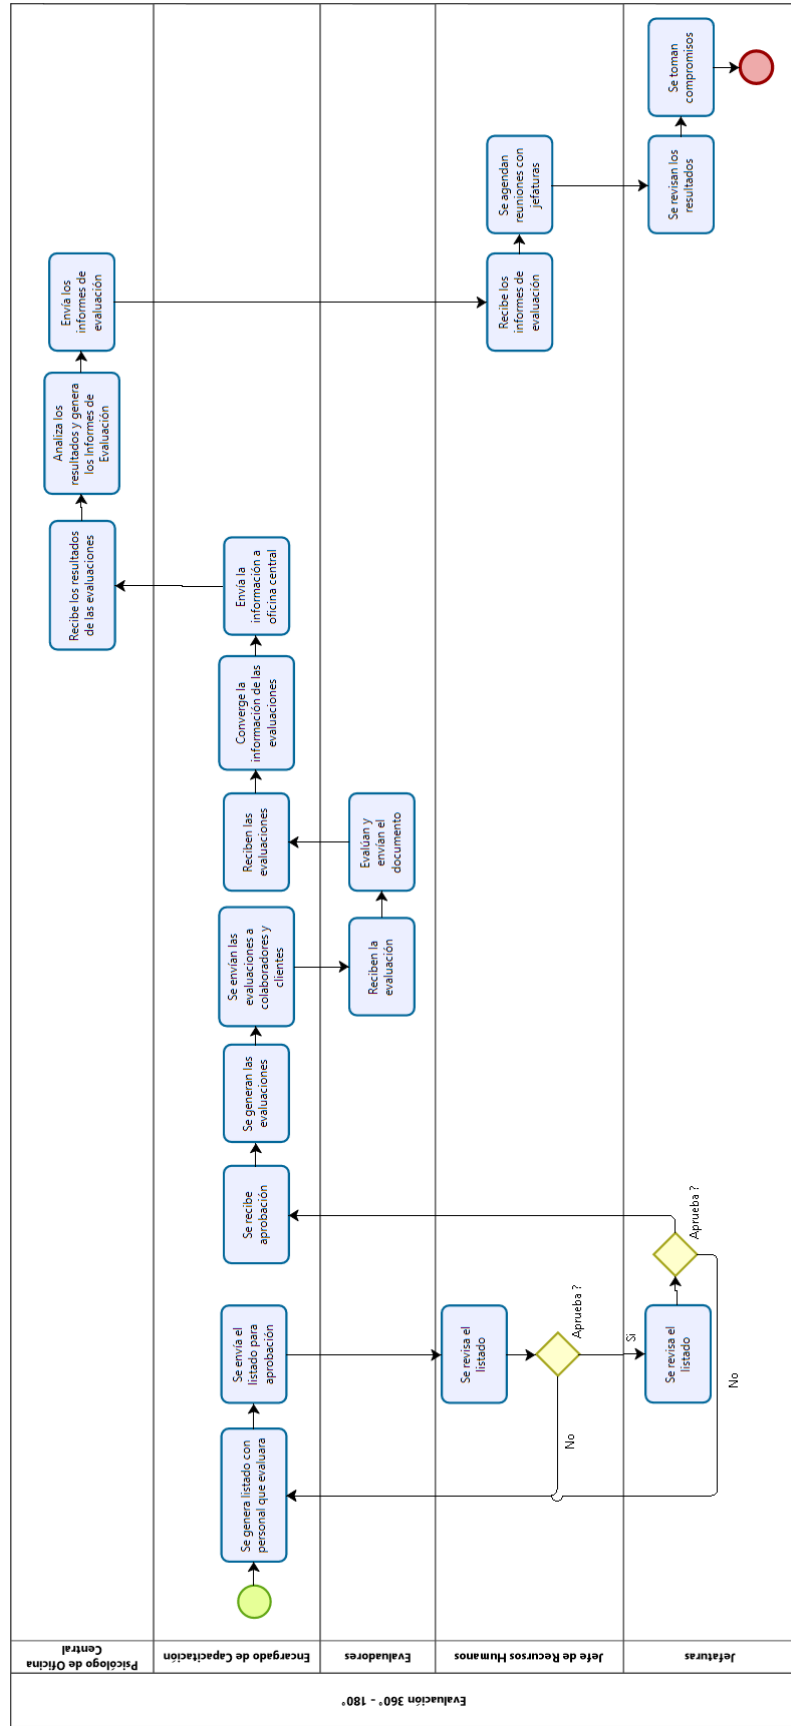 Evaluación 360° - 180°
Psicólogo de Oficina
Central
Encargado de Capacitación
Evaluadores
Jefe de Recursos Humanos
Jefaturas
Se genera listado con
personal que evaluara
Se envía el
listado para
aprobación
Se revisa el
listado
Aprueba ?
No
Si
Se revisa el
listado
Aprueba ?
No
Se recibe
aprobación
Se generan las
evaluaciones
Se envían las
evaluaciones a
colaboradores y
clientes
Reciben la
evaluación
Evalúan y
envían el
documento
Reciben las
evaluaciones
Converge la
información de las
evaluaciones
Envía la
información a
oficina central
Recibe los resultados
de las evaluaciones
Analiza los
resultados y genera
los Informes de
Evaluación
Envía los
informes de
evaluación
Recibe los
informes de
evaluación
Se agendan
reuniones con
jefaturas
Se revisan los
resultados
Se toman
compromisos